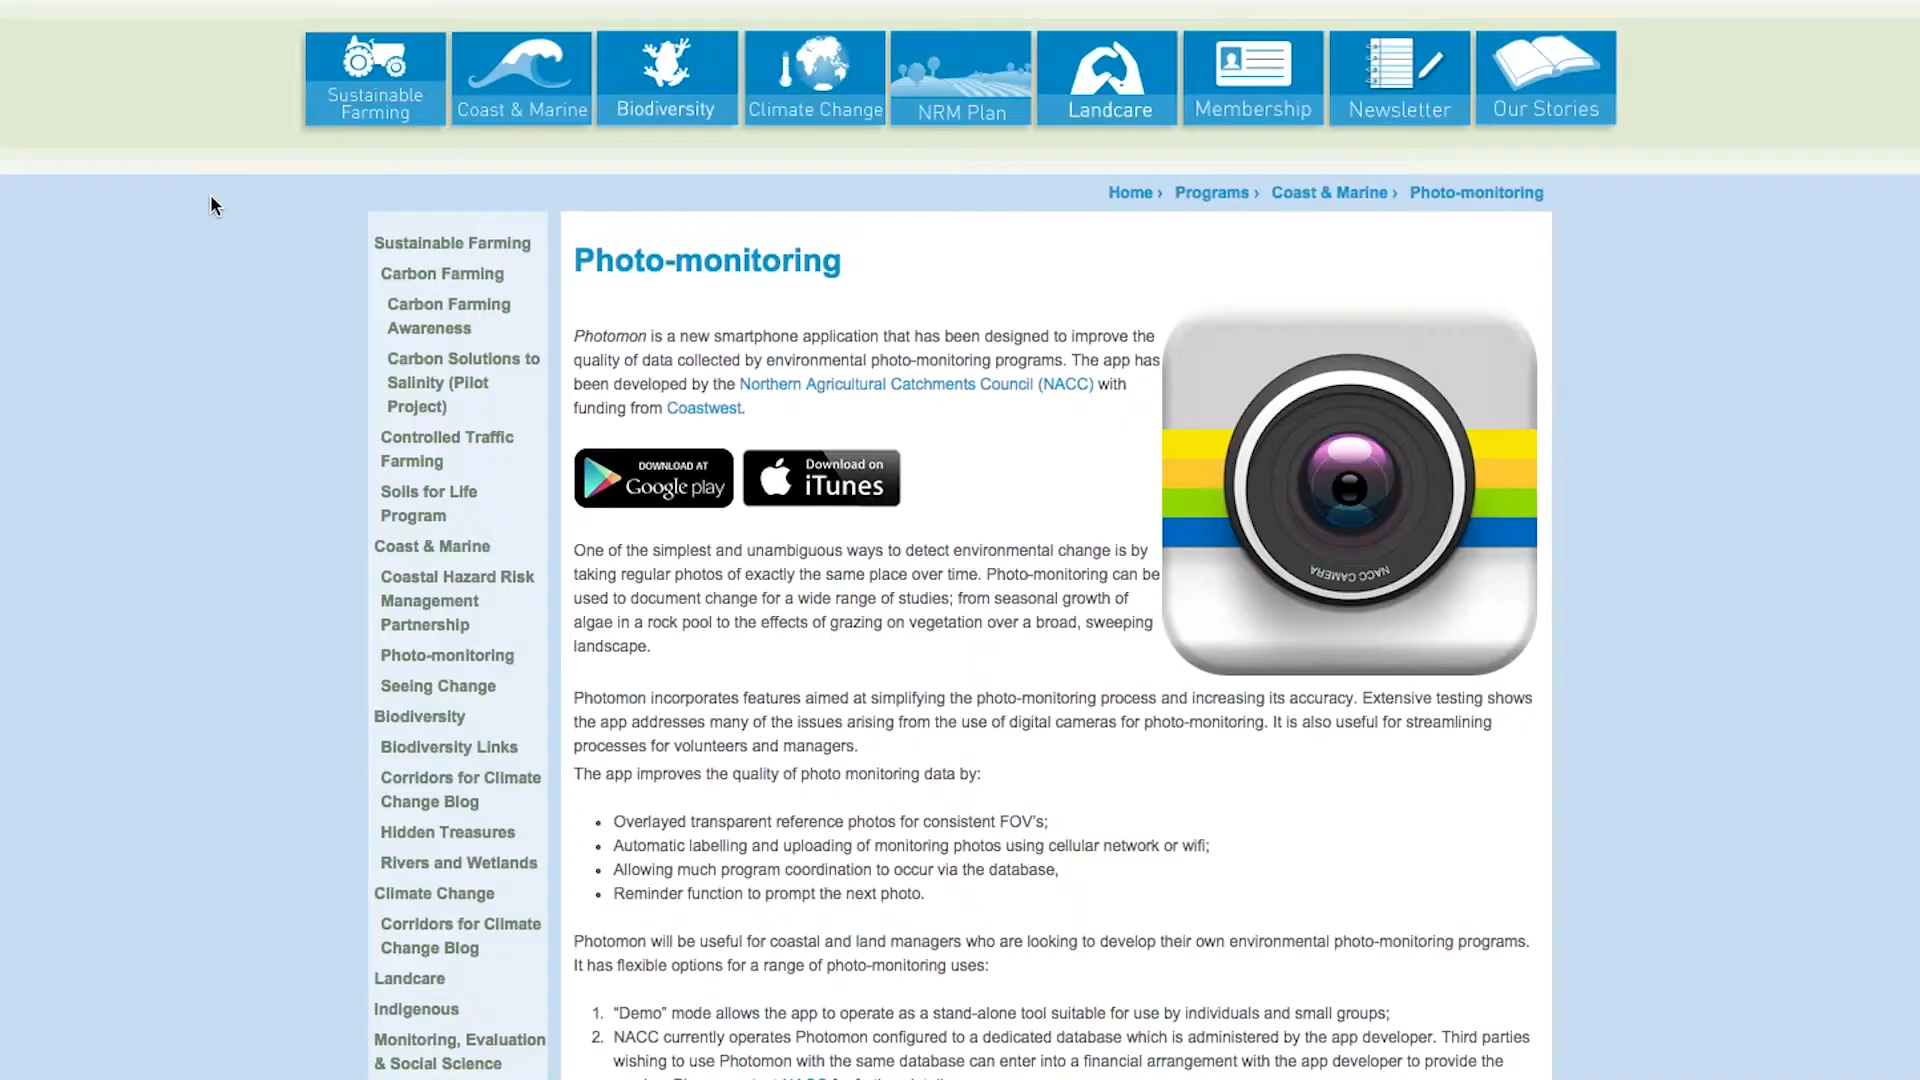 Sustainable
Farming
Coast & Marine
Biodiversity
Climate Change
NRM Plan
Landcare
Membership
Newsletter
Our Stories
Home › Programs › Coast & Marine › Photo-monitoring
Sustainable Farming
Carbon Farming
Carbon Farming
Awareness
Carbon Solutions to
Salinity (Pilot
Project)
Controlled Traffic
Farming
Soils for Life
Program
Coast & Marine
Coastal Hazard Risk
Management
Partnership
Photo-monitoring
Seeing Change
Biodiversity
Biodiversity Links
Corridors for Climate
Change Blog
Hidden Treasures
Rivers and Wetlands
Climate Change
Corridors for Climate
Change Blog
Landcare
Indigenous
Monitoring, Evaluation
& Social Science
Photo-monitoring
Photomon is a new smartphone application that has been designed to improve the
quality of data collected by environmental photo-monitoring programs. The app has
been developed by the Northern Agricultural Catchments Council (NACC) with
funding from Coastwest.
DOWNLOAD AT
Google play
Download on
iTunes
NACC CAMERA
One of the simplest and unambiguous ways to detect environmental change is by
taking regular photos of exactly the same place over time. Photo-monitoring can be
used to document change for a wide range of studies; from seasonal growth of
algae in a rock pool to the effects of grazing on vegetation over a broad, sweeping
landscape.
Photomon incorporates features aimed at simplifying the photo-monitoring process and increasing its accuracy. Extensive testing shows
the app addresses many of the issues arising from the use of digital cameras for photo-monitoring. It is also useful for streamlining
processes for volunteers and managers.
The app improves the quality of photo monitoring data by:
• Overlayed transparent reference photos for consistent FOV's;
• Automatic labelling and uploading of monitoring photos using cellular network or wifi;
• Allowing much program coordination to occur via the database,
• Reminder function to prompt the next photo.
Photomon will be useful for coastal and land managers who are looking to develop their own environmental photo-monitoring programs.
It has flexible options for a range of photo-monitoring uses:
1. "Demo" mode allows the app to operate as a stand-alone tool suitable for use by individuals and small groups;
2. NACC currently operates Photomon configured to a dedicated database which is administered by the app developer. Third parties
wishing to use Photomon with the same database can enter into a financial arrangement with the app developer to provide the